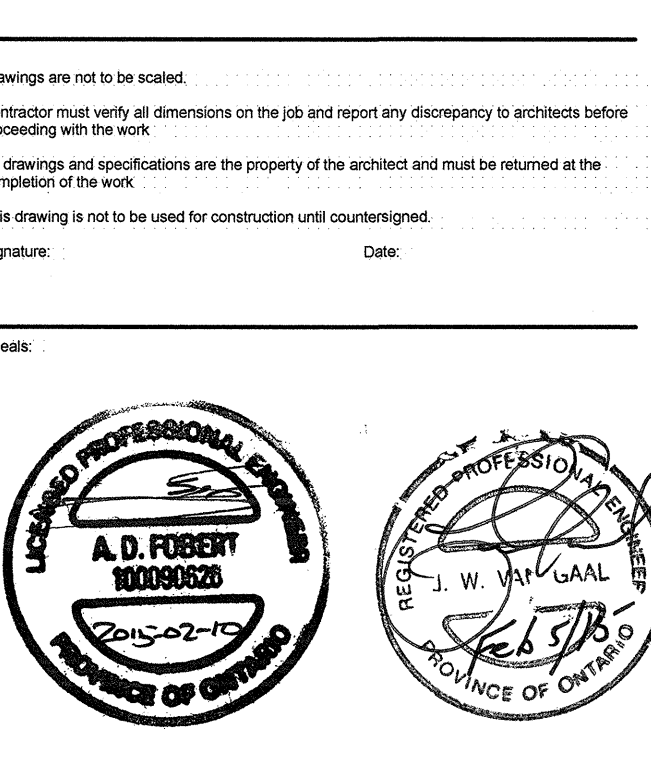 awings are not to be scaled.
ntractor must verify all dimensions on the job and report any discrepancy to architects before
oceeding with the work
drawings and specifications are the property of the architect and must be returned at the
mpletion of the work
is drawing is not to be used for construction until countersigned.
gnature: Date:
eals:
LICENSED PROFESSIONAL ENGINEER
A. D. FOBERT
100090626
2015-02-10
PROVINCE OF ONTARIO
REGISTERED PROFESSIONAL ENGINEER
J. W. VAN GAAL
Feb 5/15
PROVINCE OF ONTARIO